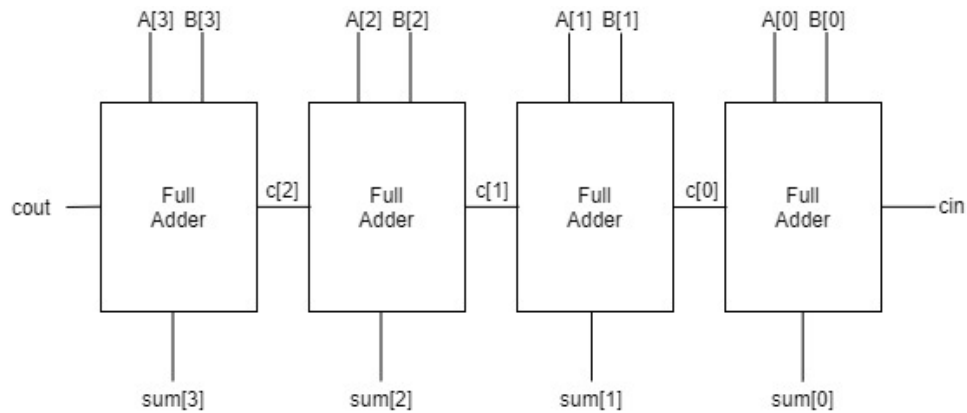 A[3] B[3] A[2] B[2] A[1] B[1] A[0] B[0]
cout Full Adder c[2] Full Adder c[1] Full Adder c[0] Full Adder cin
sum[3] sum[2] sum[1] sum[0]